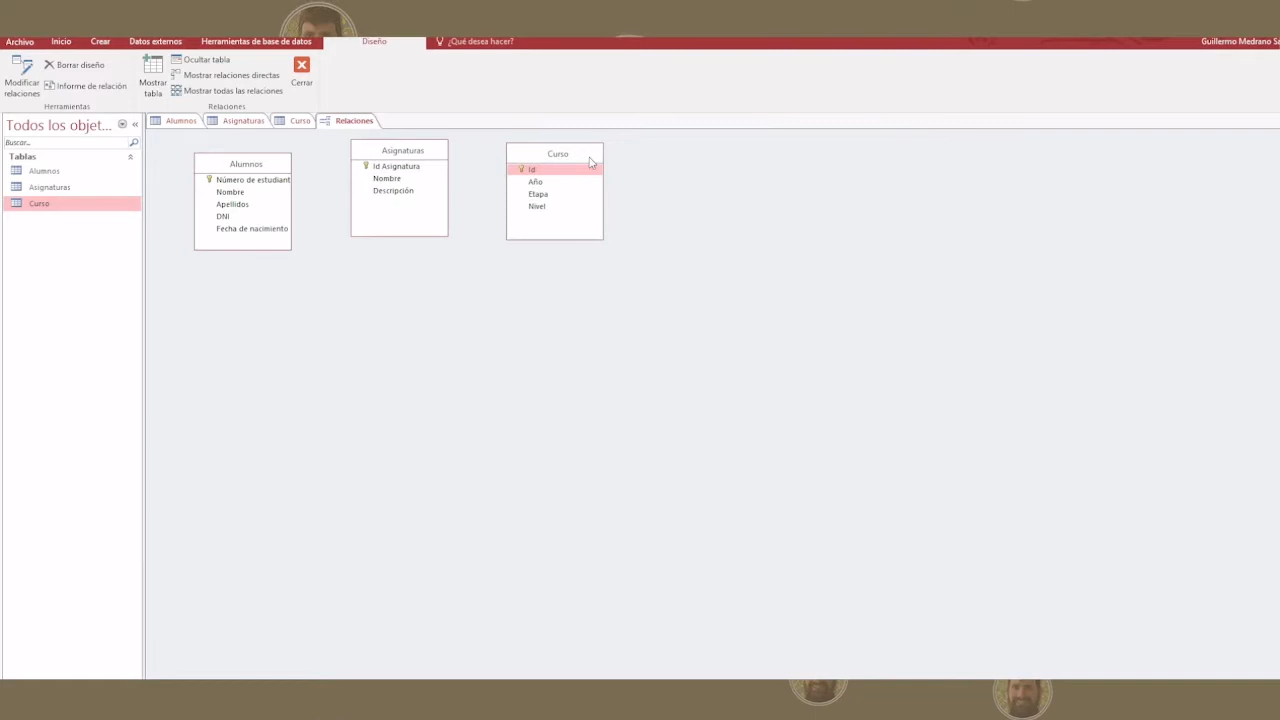 Archivo Inicio Crear Datos externos Herramientas de base de datos Diseño ¿Qué desea hacer? Guillermo Medrano Sa
Modificar relaciones
Borrar diseño
Informe de relación
Herramientas
Mostrar tabla
Ocultar tabla
Mostrar relaciones directas
Mostrar todas las relaciones
Relaciones
Cerrar
Todos los objet... «
Buscar...
Tablas
Alumnos
Asignaturas
Curso
Alumnos Asignaturas Curso Relaciones
Alumnos
Número de estudiant
Nombre
Apellidos
DNI
Fecha de nacimiento
Asignaturas
Id Asignatura
Nombre
Descripción
Curso
Id
Año
Etapa
Nivel